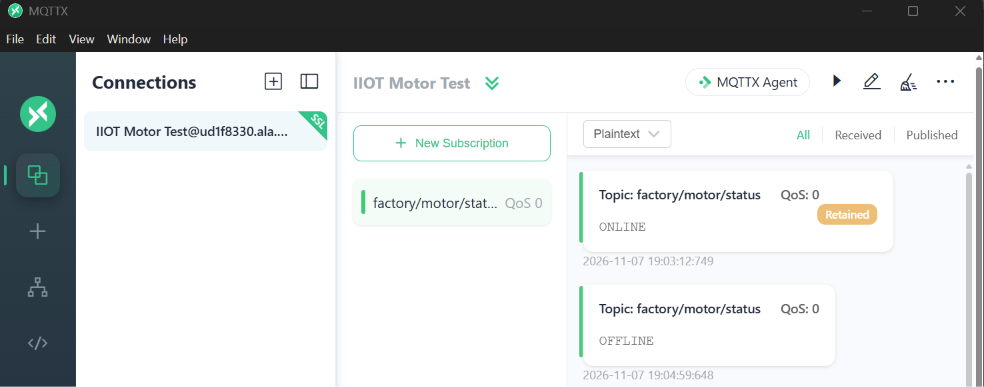 MQTTX
File Edit View Window Help
Connections
IIOT Motor Test@ud1f8330.ala....
SSL
IIOT Motor Test
MQTTX Agent
+ New Subscription
factory/motor/stat... QoS 0
Plaintext
All Received Published
Topic: factory/motor/status QoS: 0
Retained
ONLINE
2026-11-07 19:03:12:749
Topic: factory/motor/status QoS: 0
OFFLINE
2026-11-07 19:04:59:648